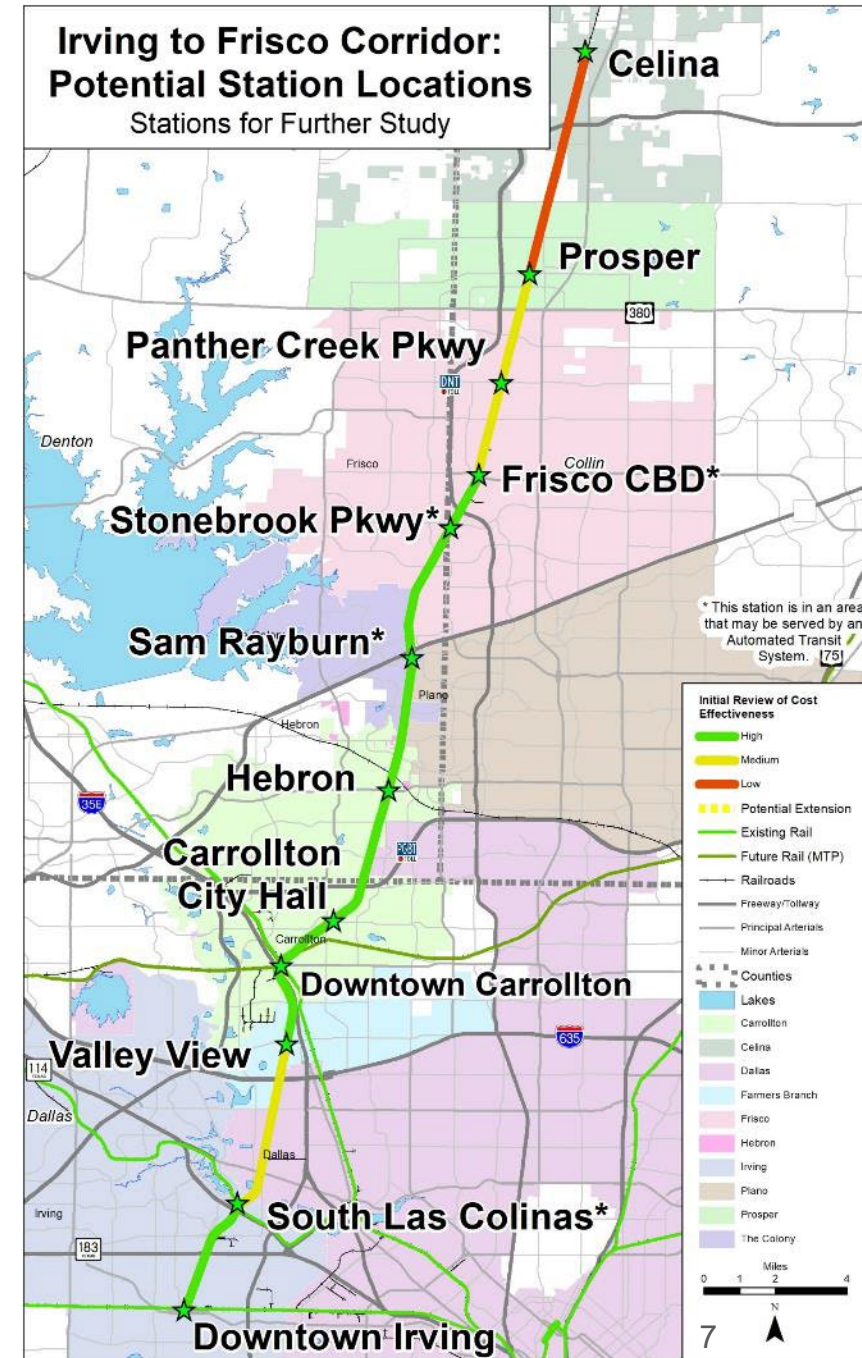 Irving to Frisco Corridor:
Potential Station Locations
Stations for Further Study
Celina
Prosper
380
Panther Creek Pkwy
DNT
TOLL
Denton
Frisco
Collin
Frisco CBD*
Stonebrook Pkwy*
* This station is in an area
that may be served by an
Automated Transit
System.
75
Sam Rayburn*
Plano
Hebron
Hebron
35E
Carrollton
City Hall
TOLL
Carrollton
Downtown Carrollton
Valley View
635
114
Dallas
Dallas
Irving
South Las Colinas*
183
Downtown Irving
Initial Review of Cost
Effectiveness
High
Medium
Low
Potential Extension
Existing Rail
Future Rail (MTP)
Railroads
Freeway/Tollway
Principal Arterials
Minor Arterials
Counties
Lakes
Carrollton
Celina
Dallas
Farmers Branch
Frisco
Hebron
Irving
Plano
Prosper
The Colony
Miles
0 1 2 4
N
7